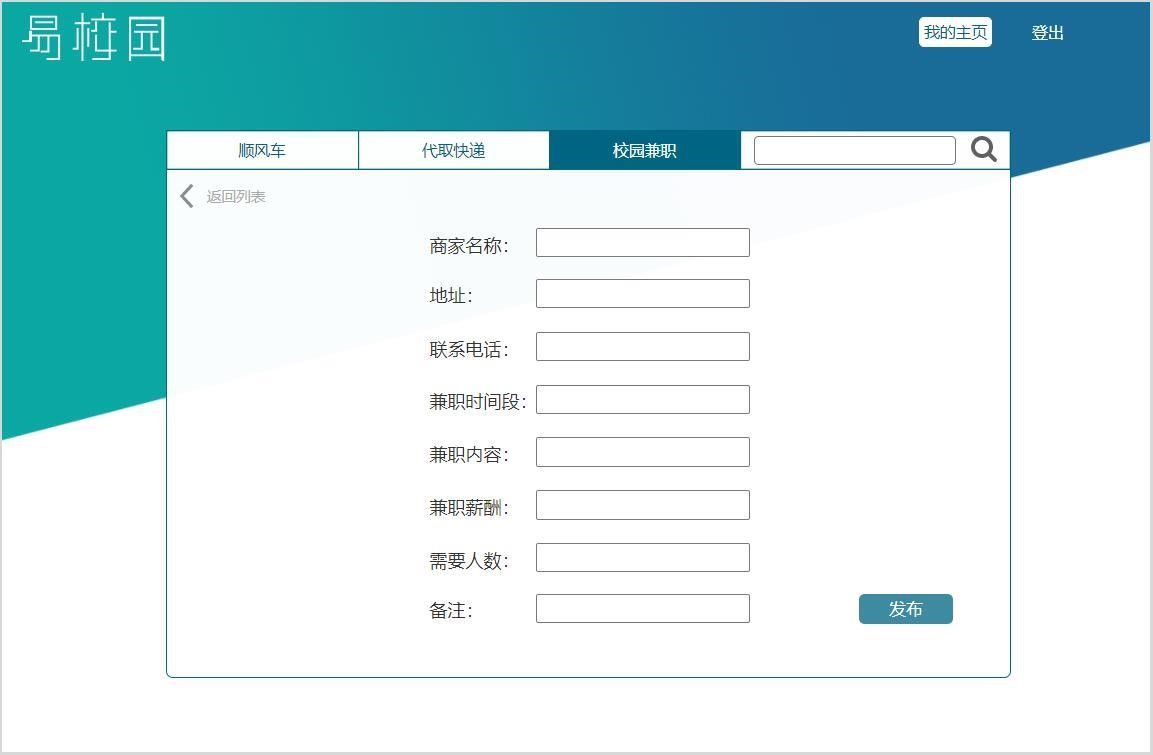 易校园
我的主页 登出
顺风车 代取快递 校园兼职
返回列表
商家名称：
地址：
联系电话：
兼职时间段：
兼职内容：
兼职薪酬：
需要人数：
备注：
发布